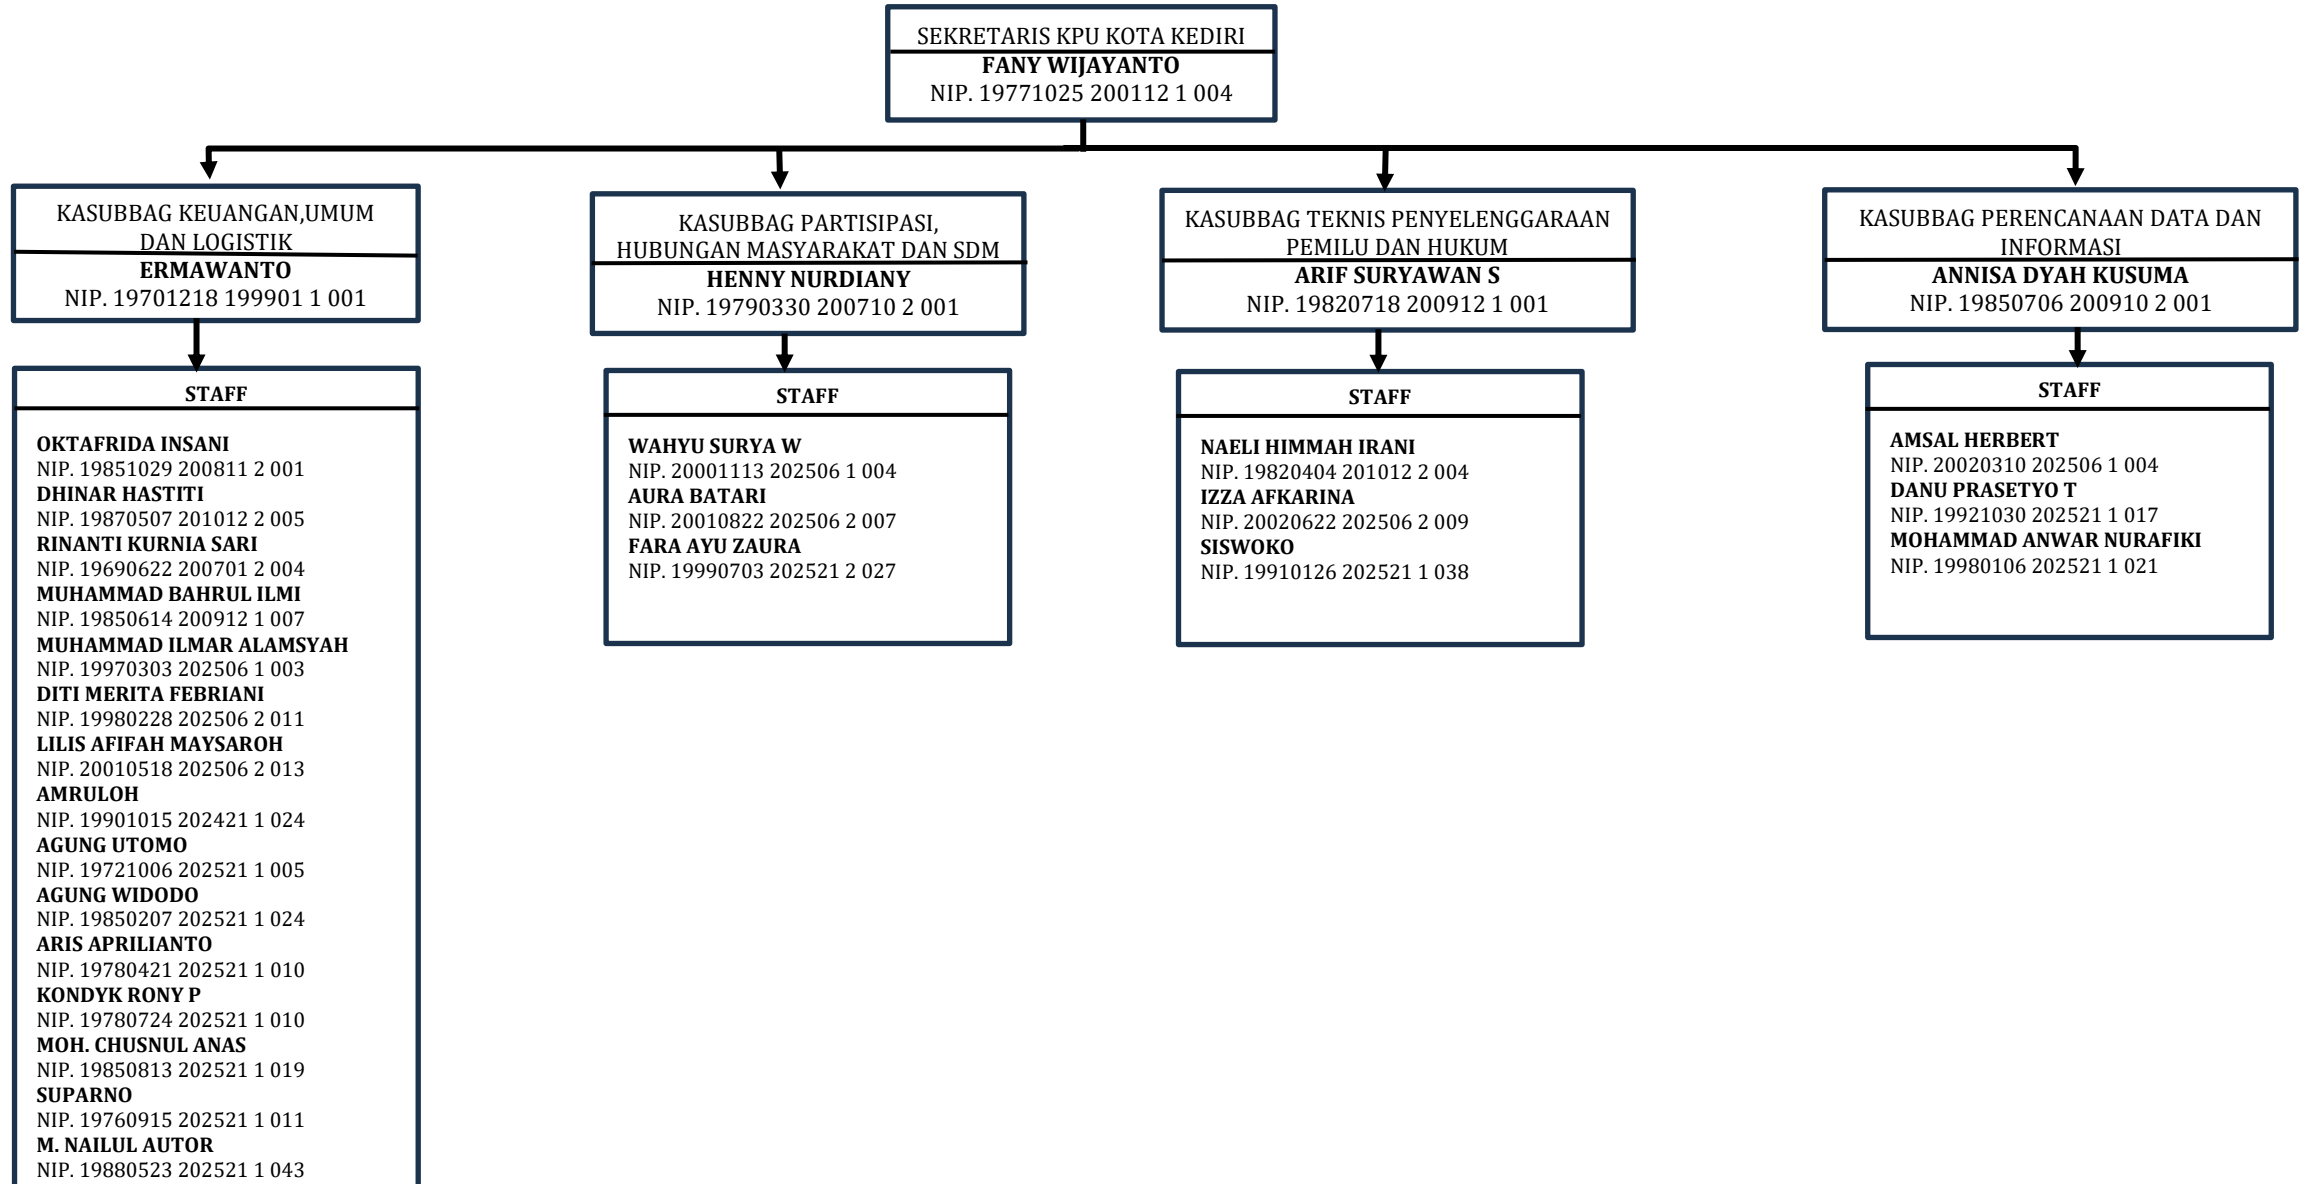 SEKRETARIS KPU KOTA KEDIRI
FANY WIJAYANTO
NIP. 19771025 200112 1 004
KASUBBAG KEUANGAN,UMUM
DAN LOGISTIK
ERMAWANTO
NIP. 19701218 199901 1 001
KASUBBAG PARTISIPASI,
HUBUNGAN MASYARAKAT DAN SDM
HENNY NURDIANY
NIP. 19790330 200710 2 001
KASUBBAG TEKNIS PENYELENGGARAAN
PEMILU DAN HUKUM
ARIF SURYAWAN S
NIP. 19820718 200912 1 001
KASUBBAG PERENCANAAN DATA DAN
INFORMASI
ANNISA DYAH KUSUMA
NIP. 19850706 200910 2 001
STAFF
OKTAFRIDA INSANI
NIP. 19851029 200811 2 001
DHINAR HASTITI
NIP. 19870507 201012 2 005
RINANTI KURNIA SARI
NIP. 19690622 200701 2 004
MUHAMMAD BAHRUL ILMI
NIP. 19850614 200912 1 007
MUHAMMAD ILMAR ALAMSYAH
NIP. 19970303 202506 1 003
DITI MERITA FEBRIANI
NIP. 19980228 202506 2 011
LILIS AFIFAH MAYSAROH
NIP. 20010518 202506 2 013
AMRULOH
NIP. 19901015 202421 1 024
AGUNG UTOMO
NIP. 19721006 202521 1 005
AGUNG WIDODO
NIP. 19850207 202521 1 024
ARIS APRILIANTO
NIP. 19780421 202521 1 010
KONDYK RONY P
NIP. 19780724 202521 1 010
MOH. CHUSNUL ANAS
NIP. 19850813 202521 1 019
SUPARNO
NIP. 19760915 202521 1 011
M. NAILUL AUTOR
NIP. 19880523 202521 1 043
STAFF
WAHYU SURYA W
NIP. 20001113 202506 1 004
AURA BATARI
NIP. 20010822 202506 2 007
FARA AYU ZAURA
NIP. 19990703 202521 2 027
STAFF
NAELI HIMMAH IRANI
NIP. 19820404 201012 2 004
IZZA AFKARINA
NIP. 20020622 202506 2 009
SISWOKO
NIP. 19910126 202521 1 038
STAFF
AMSAL HERBERT
NIP. 20020310 202506 1 004
DANU PRASETYO T
NIP. 19921030 202521 1 017
MOHAMMAD ANWAR NURAFIKI
NIP. 19980106 202521 1 021